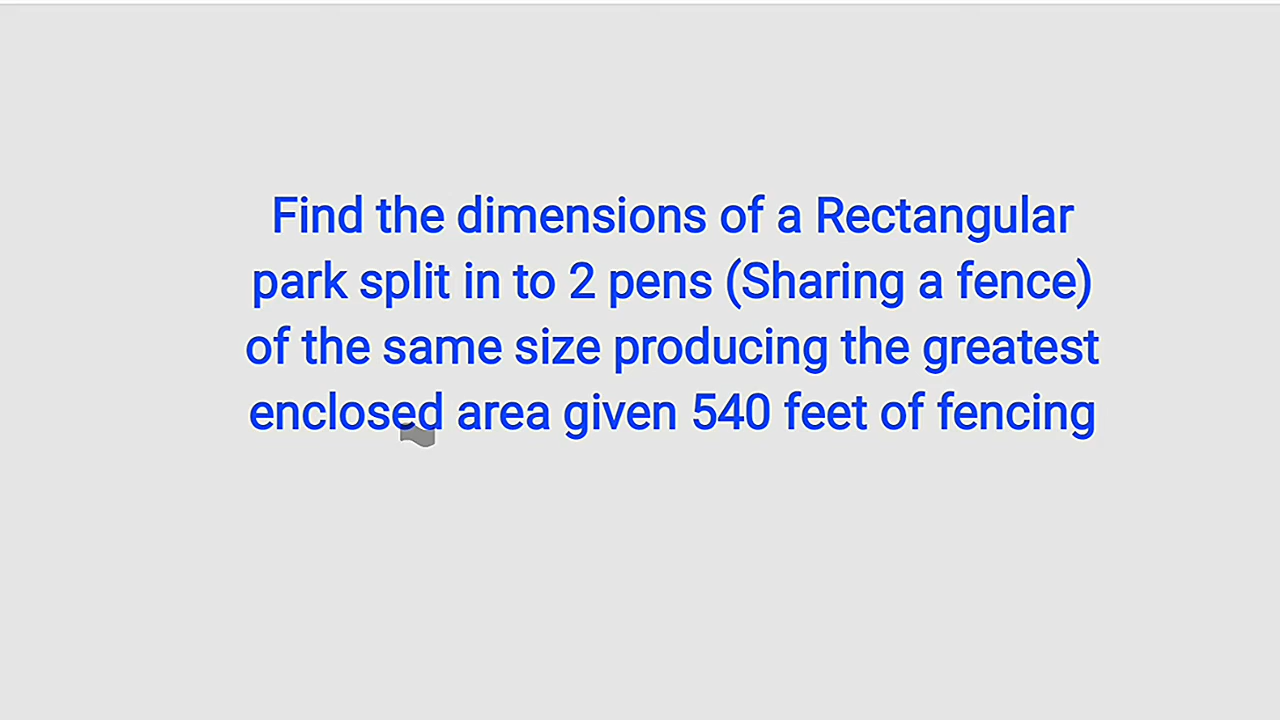 Find the dimensions of a Rectangular
park split in to 2 pens (Sharing a fence)
of the same size producing the greatest
enclosed area given 540 feet of fencing